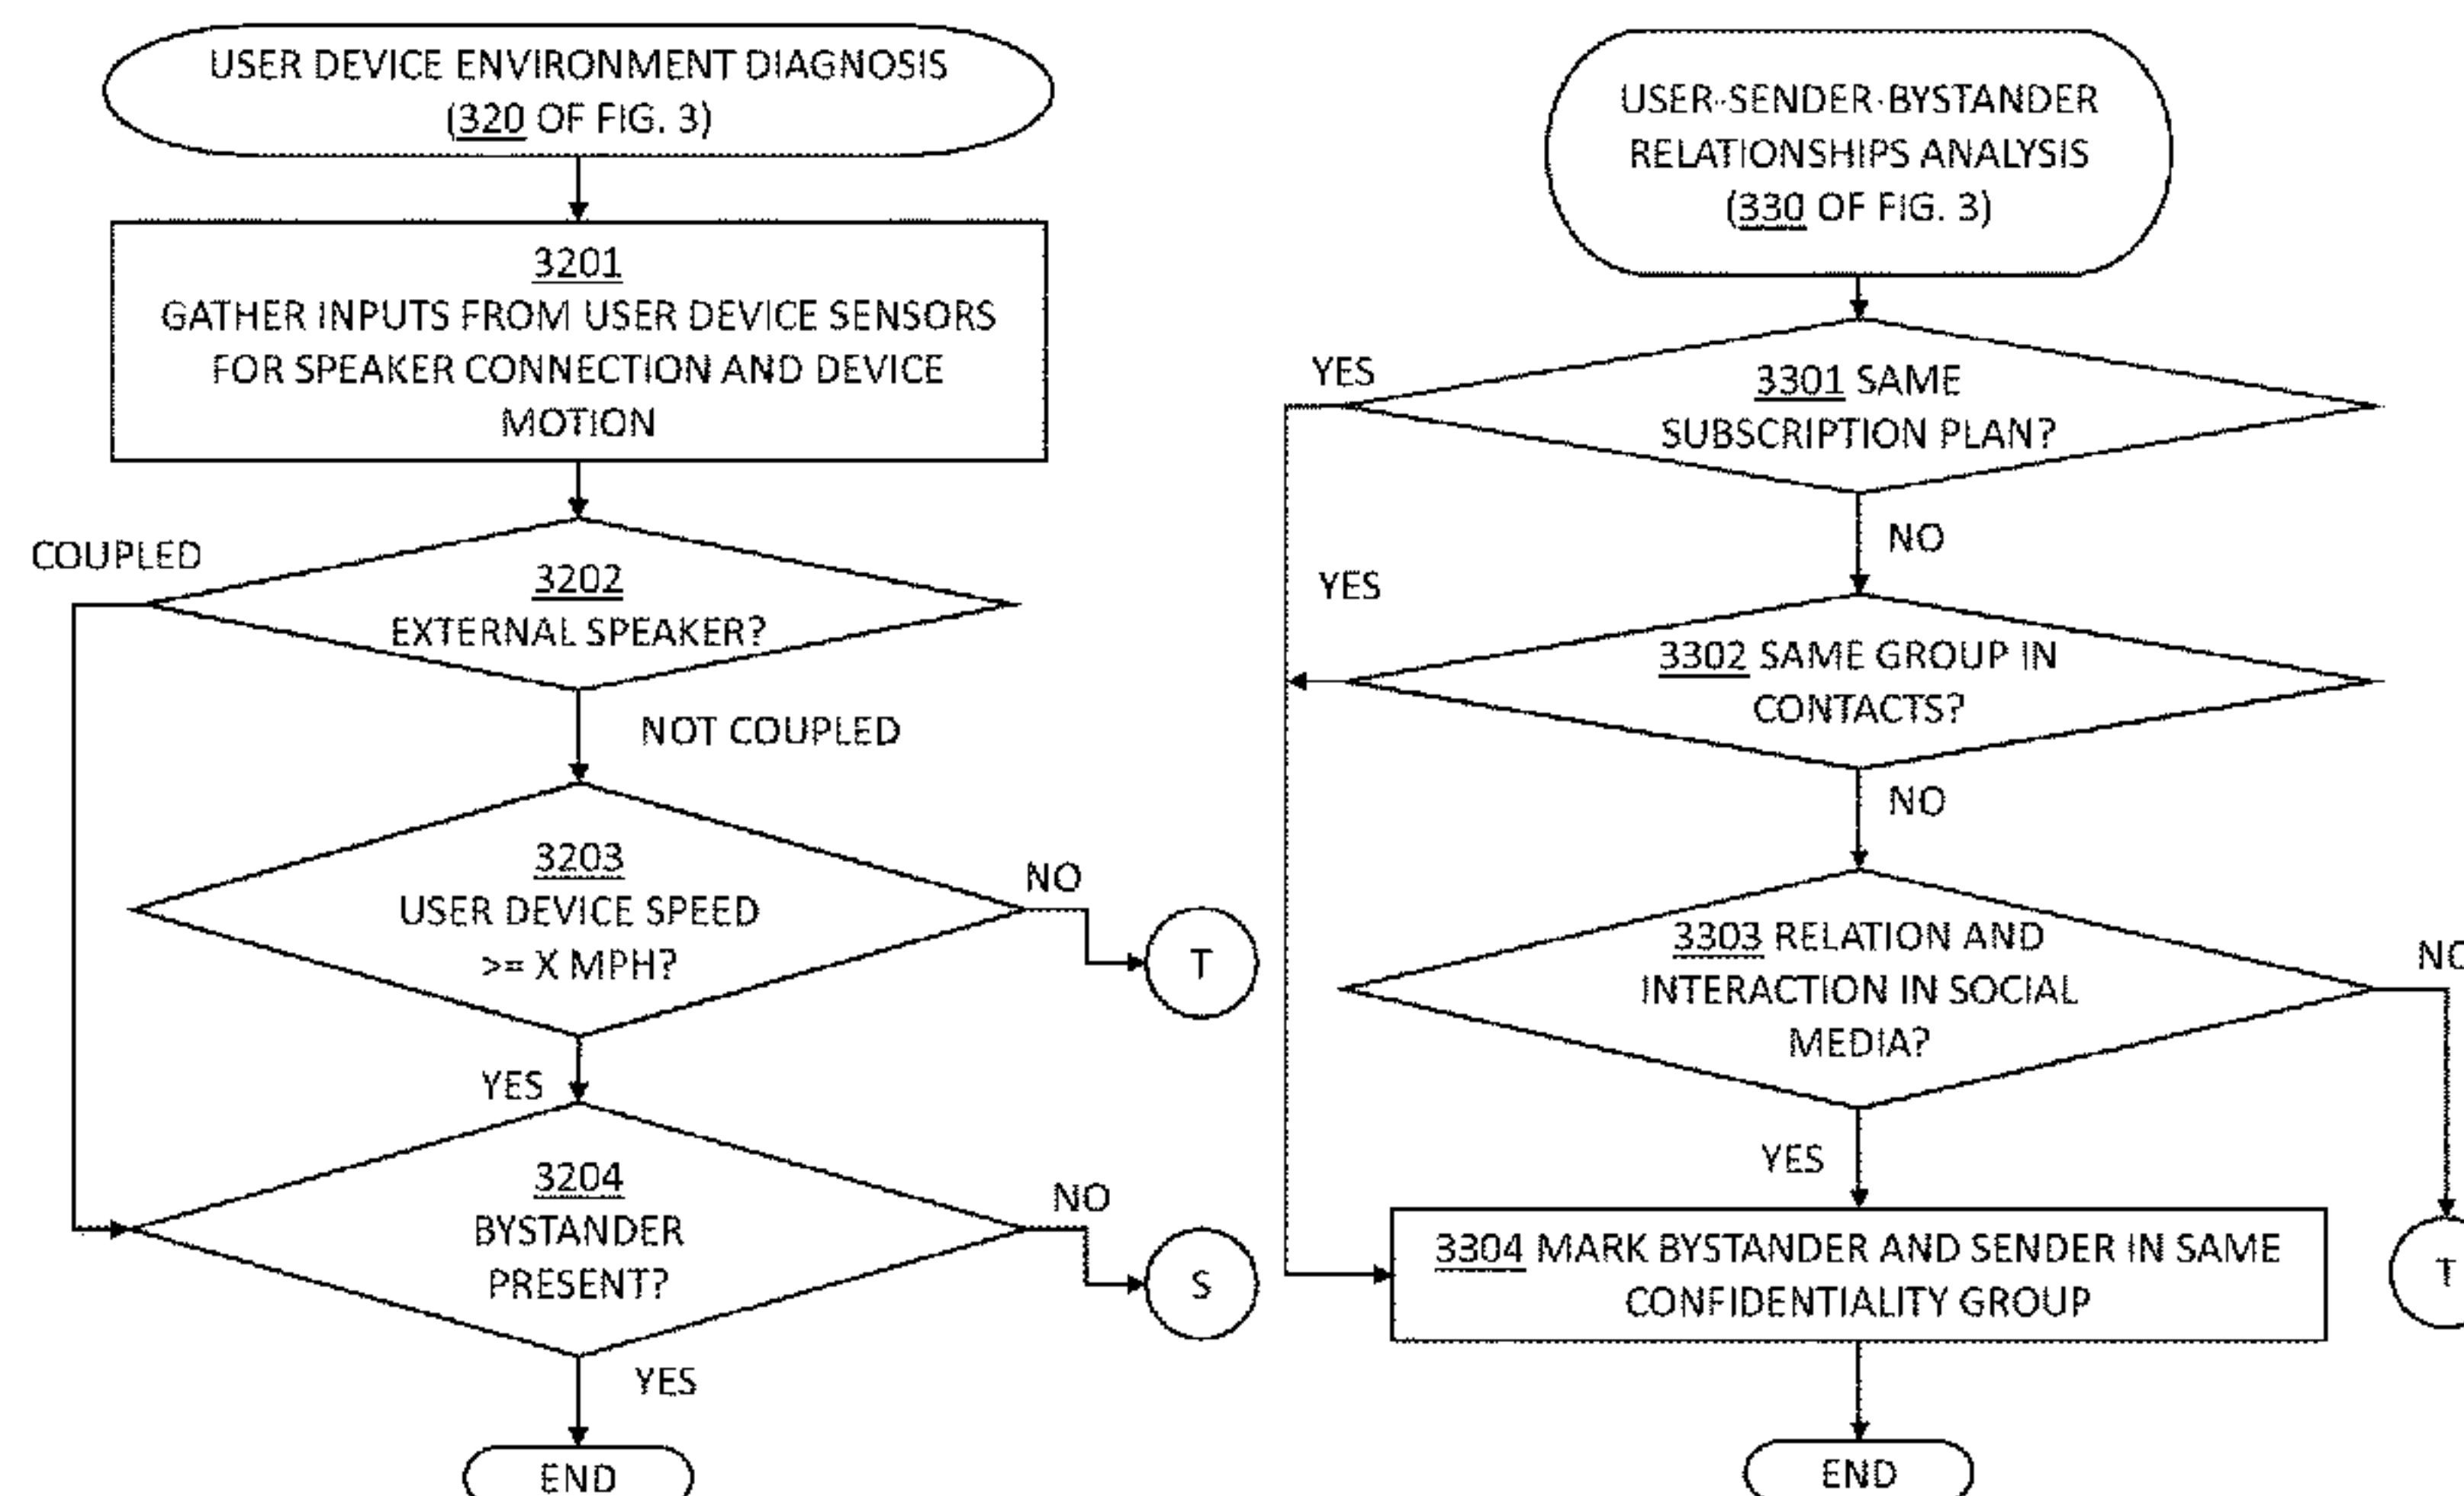 USER DEVICE ENVIRONMENT DIAGNOSIS
(320 OF FIG. 3)
3201
GATHER INPUTS FROM USER DEVICE SENSORS
FOR SPEAKER CONNECTION AND DEVICE
MOTION
COUPLED
3202
EXTERNAL SPEAKER?
NOT COUPLED
3203
USER DEVICE SPEED
>= X MPH?
NO
T
YES
3204
BYSTANDER
PRESENT?
NO
S
YES
END
USER-SENDER-BYSTANDER
RELATIONSHIPS ANALYSIS
(330 OF FIG. 3)
YES
3301 SAME
SUBSCRIPTION PLAN?
NO
YES
3302 SAME GROUP IN
CONTACTS?
NO
3303 RELATION AND
INTERACTION IN SOCIAL
MEDIA?
NO
T
YES
3304 MARK BYSTANDER AND SENDER IN SAME
CONFIDENTIALITY GROUP
END